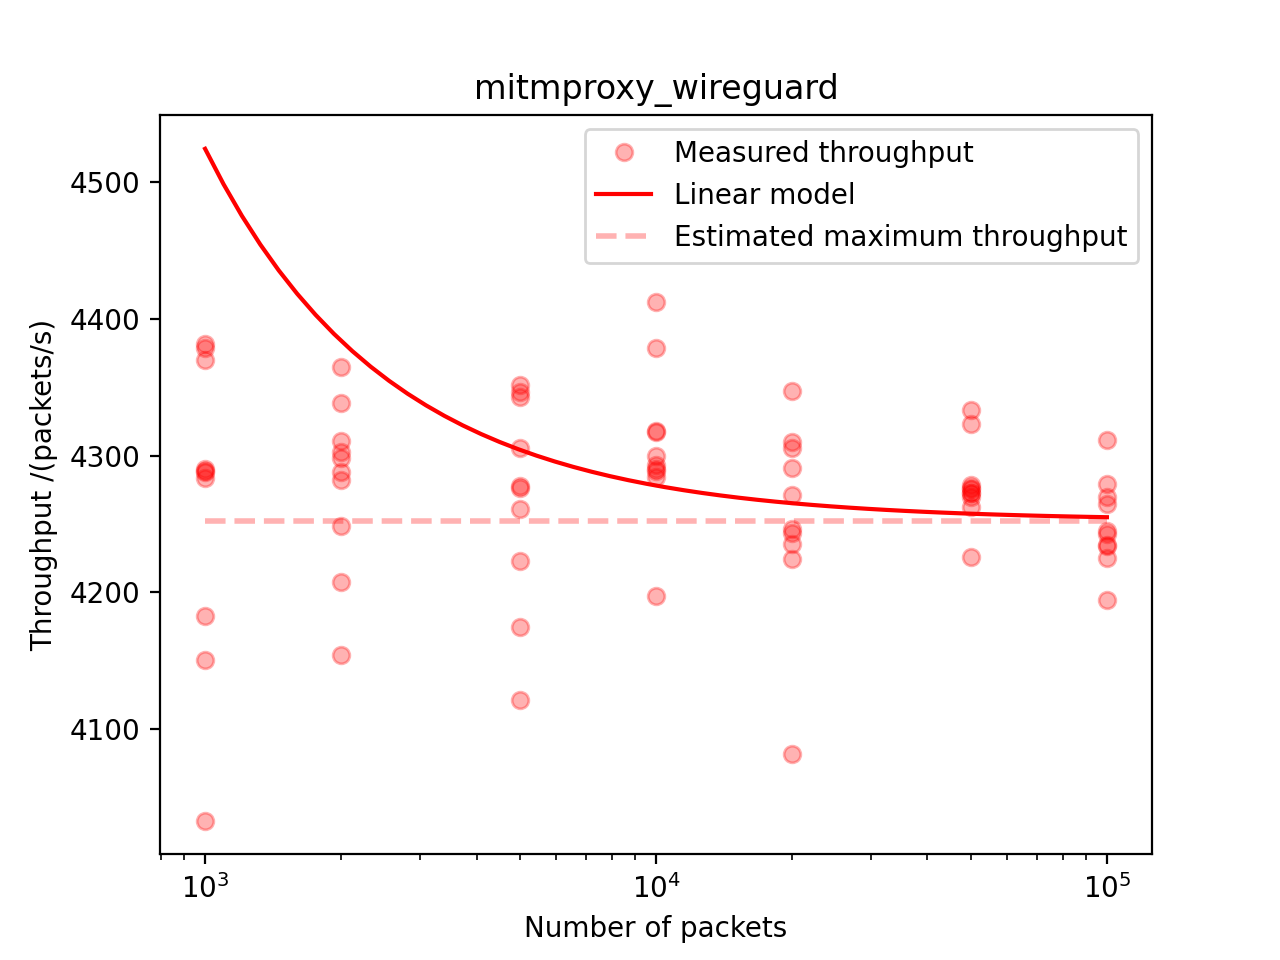 mitmproxy_wireguard
Measured throughput
Linear model
Estimated maximum throughput
Throughput /(packets/s)
4500
4400
4300
4200
4100
10³
10⁴
10⁵
Number of packets